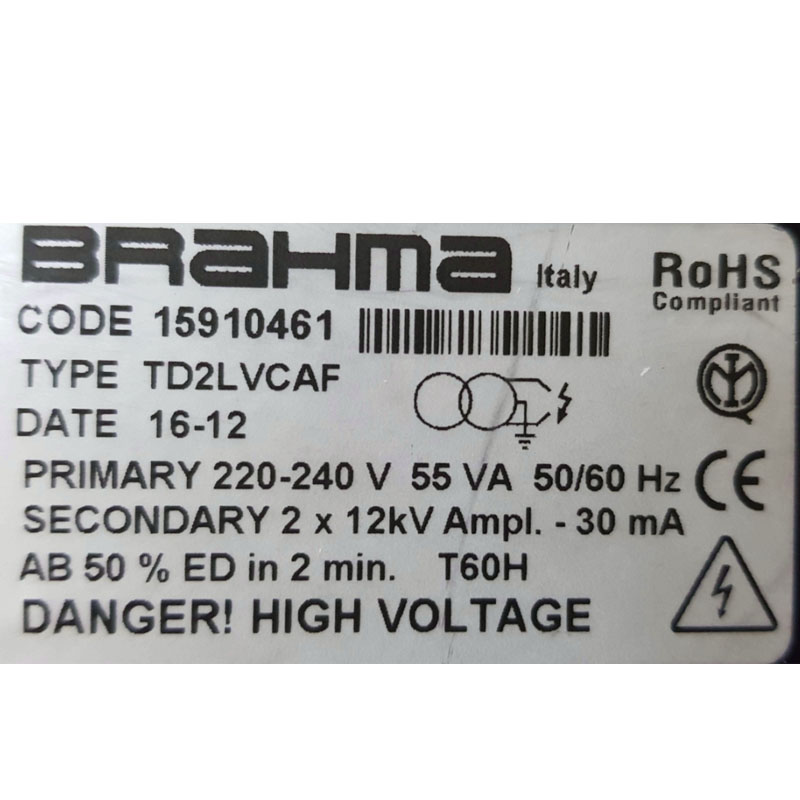 BRAHMA Italy
RoHS
Compliant
CODE 15910461
TYPE TD2LVCAF
DATE 16-12
PRIMARY 220-240 V 55 VA 50/60 Hz
CE
SECONDARY 2 x 12kV Ampl. - 30 mA
AB 50 % ED in 2 min. T60H
DANGER! HIGH VOLTAGE